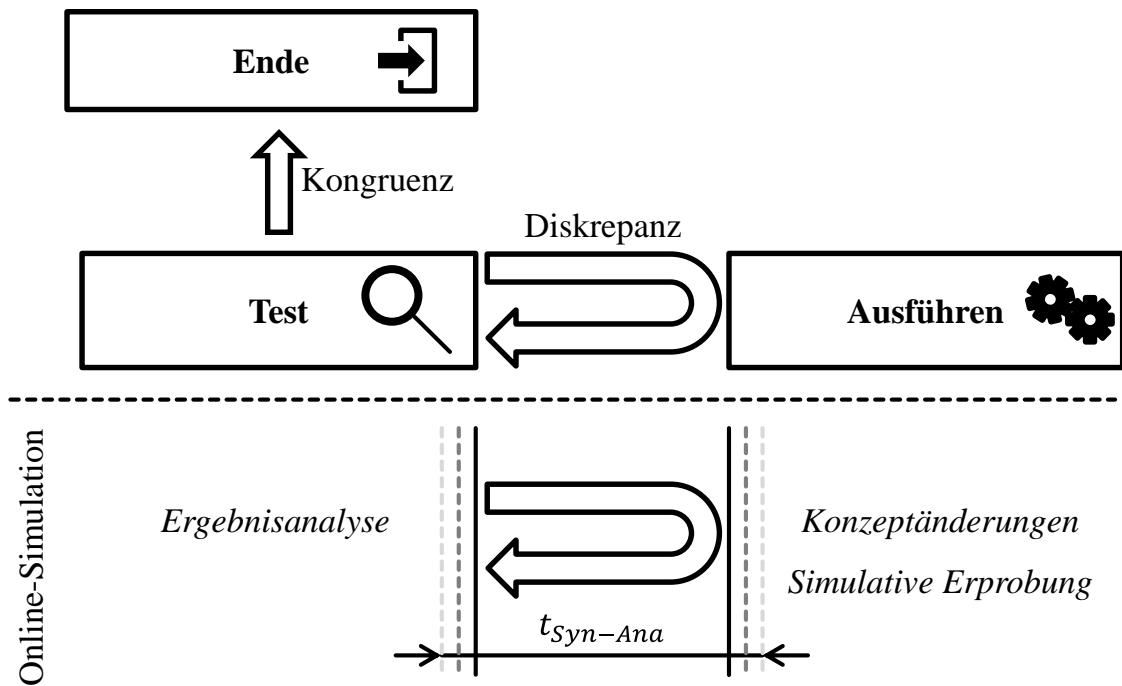 Ende
Kongruenz
Diskrepanz
Test
Ausführen
Online-Simulation
Ergebnisanalyse
Konzeptänderungen
Simulative Erprobung
t_{Syn−Ana}